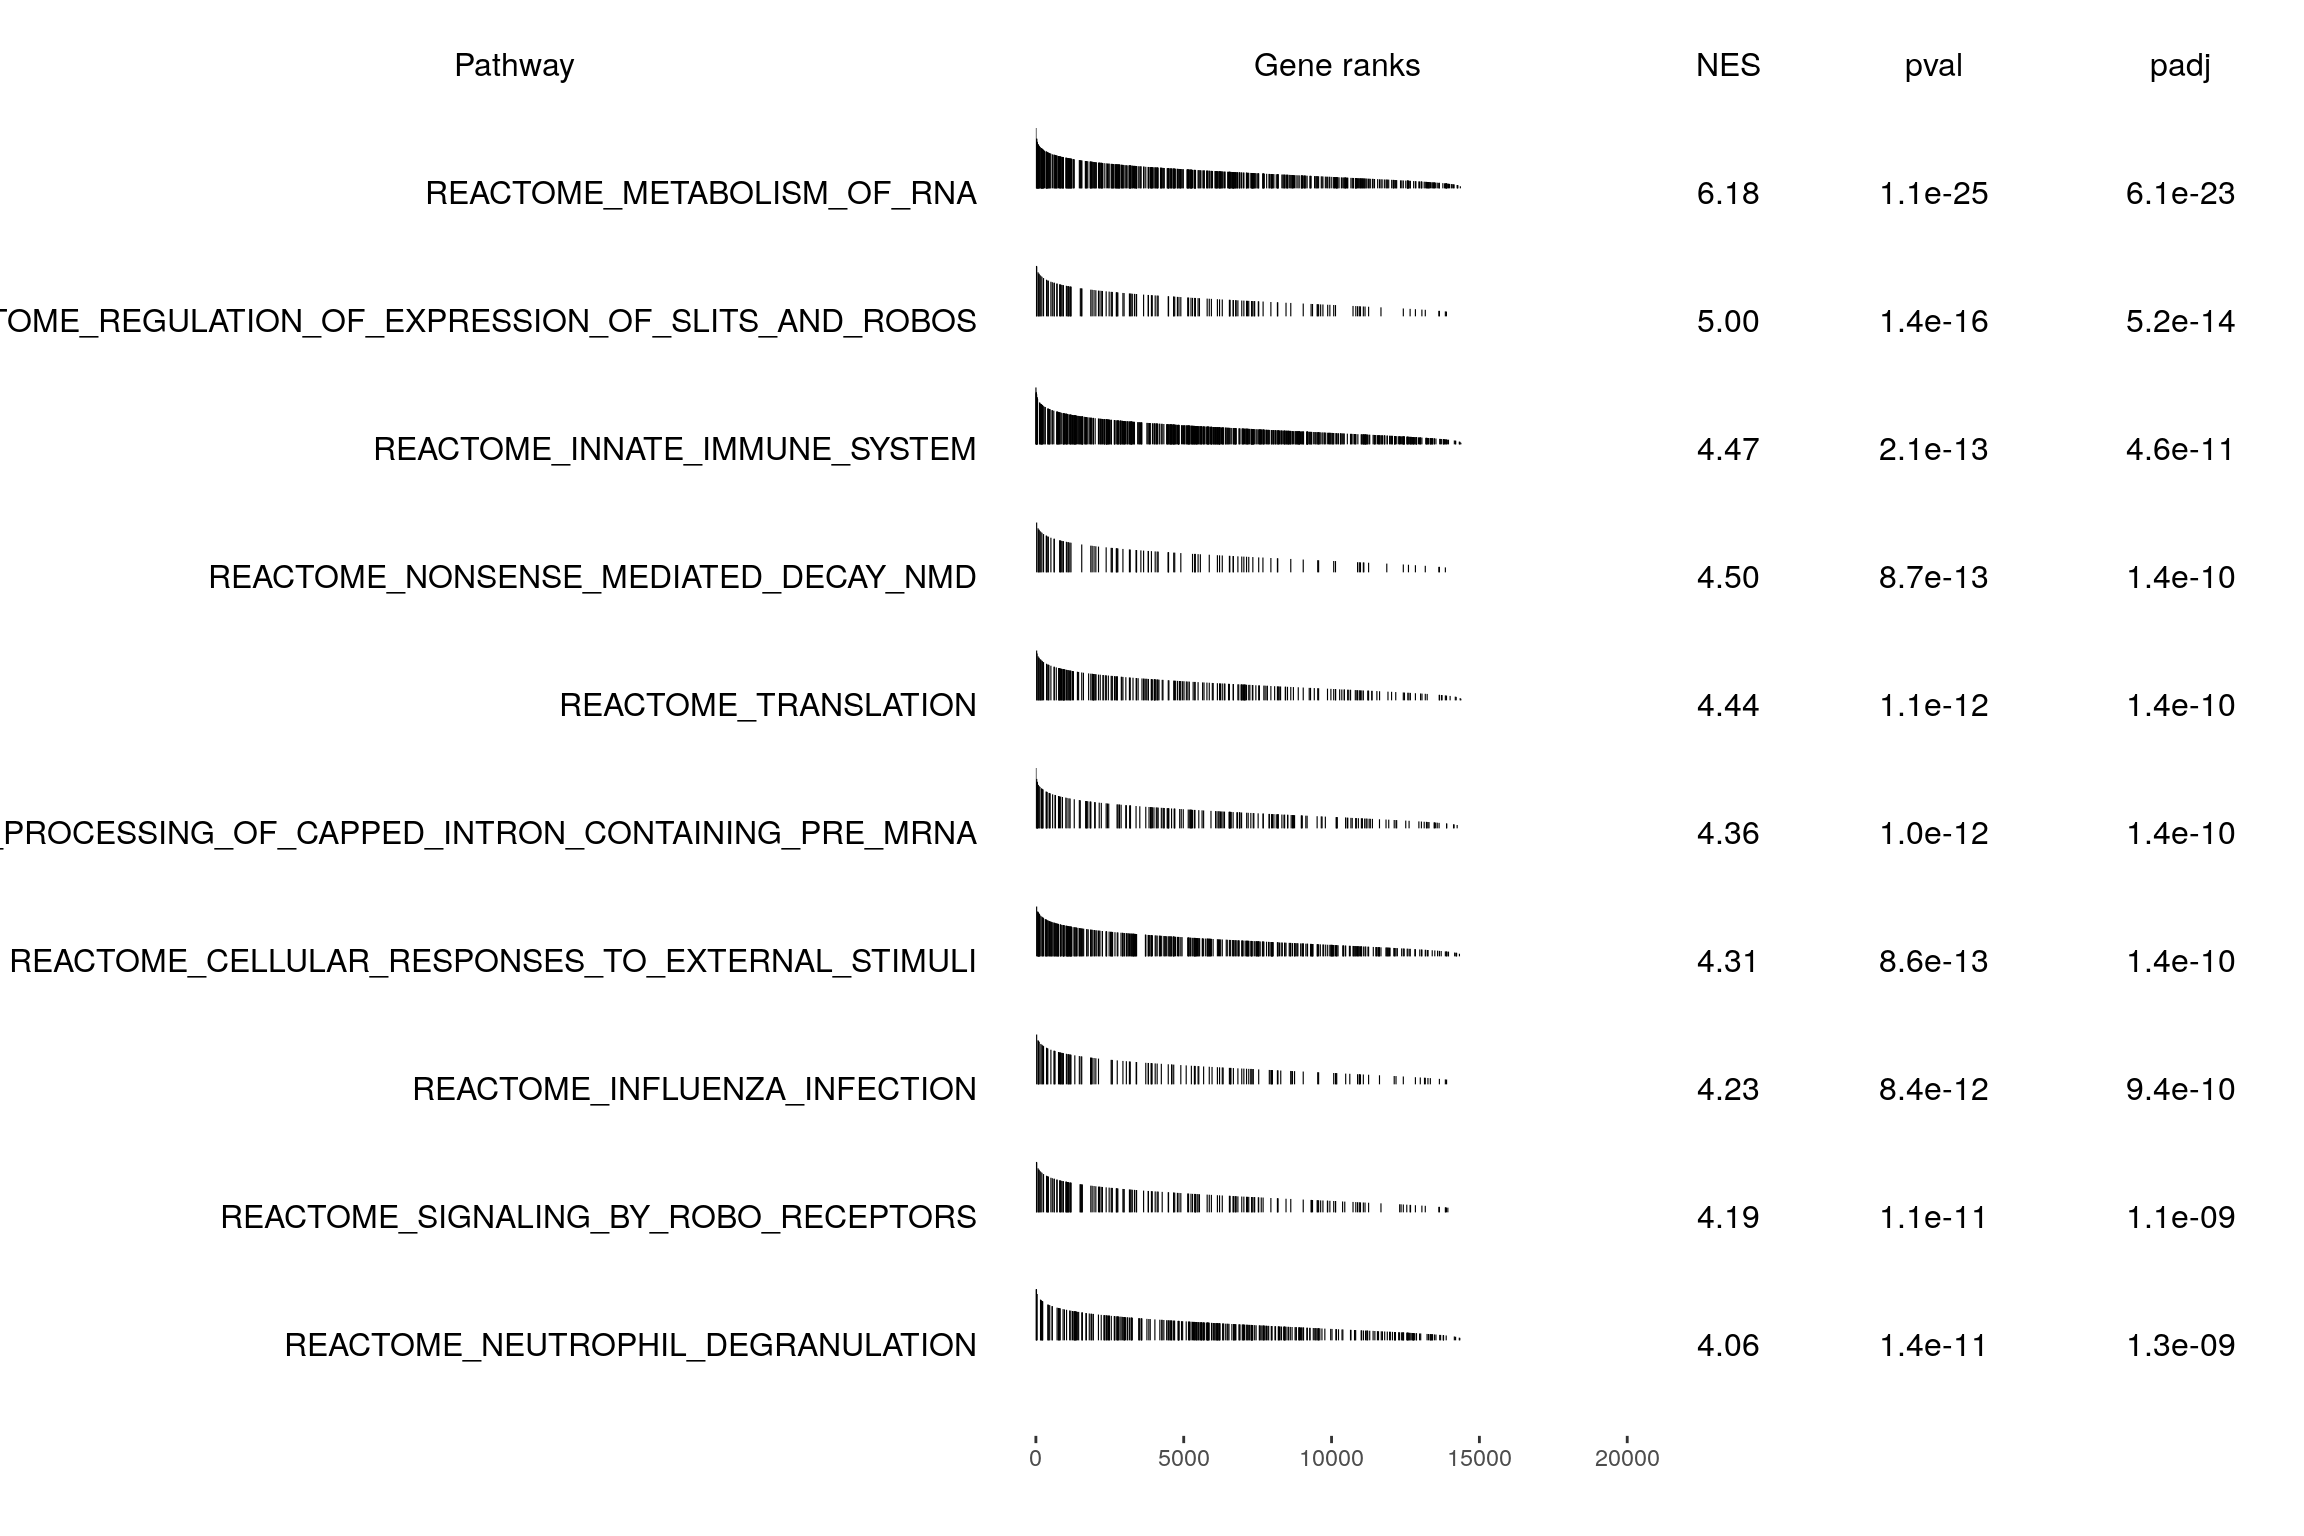 Pathway Gene ranks NES pval padj
REACTOME_METABOLISM_OF_RNA 6.18 1.1e-25 6.1e-23
TOME_REGULATION_OF_EXPRESSION_OF_SLITS_AND_ROBOS 5.00 1.4e-16 5.2e-14
REACTOME_INNATE_IMMUNE_SYSTEM 4.47 2.1e-13 4.6e-11
REACTOME_NONSENSE_MEDIATED_DECAY_NMD 4.50 8.7e-13 1.4e-10
REACTOME_TRANSLATION 4.44 1.1e-12 1.4e-10
_PROCESSING_OF_CAPPED_INTRON_CONTAINING_PRE_MRNA 4.36 1.0e-12 1.4e-10
REACTOME_CELLULAR_RESPONSES_TO_EXTERNAL_STIMULI 4.31 8.6e-13 1.4e-10
REACTOME_INFLUENZA_INFECTION 4.23 8.4e-12 9.4e-10
REACTOME_SIGNALING_BY_ROBO_RECEPTORS 4.19 1.1e-11 1.1e-09
REACTOME_NEUTROPHIL_DEGRANULATION 4.06 1.4e-11 1.3e-09
0 5000 10000 15000 20000